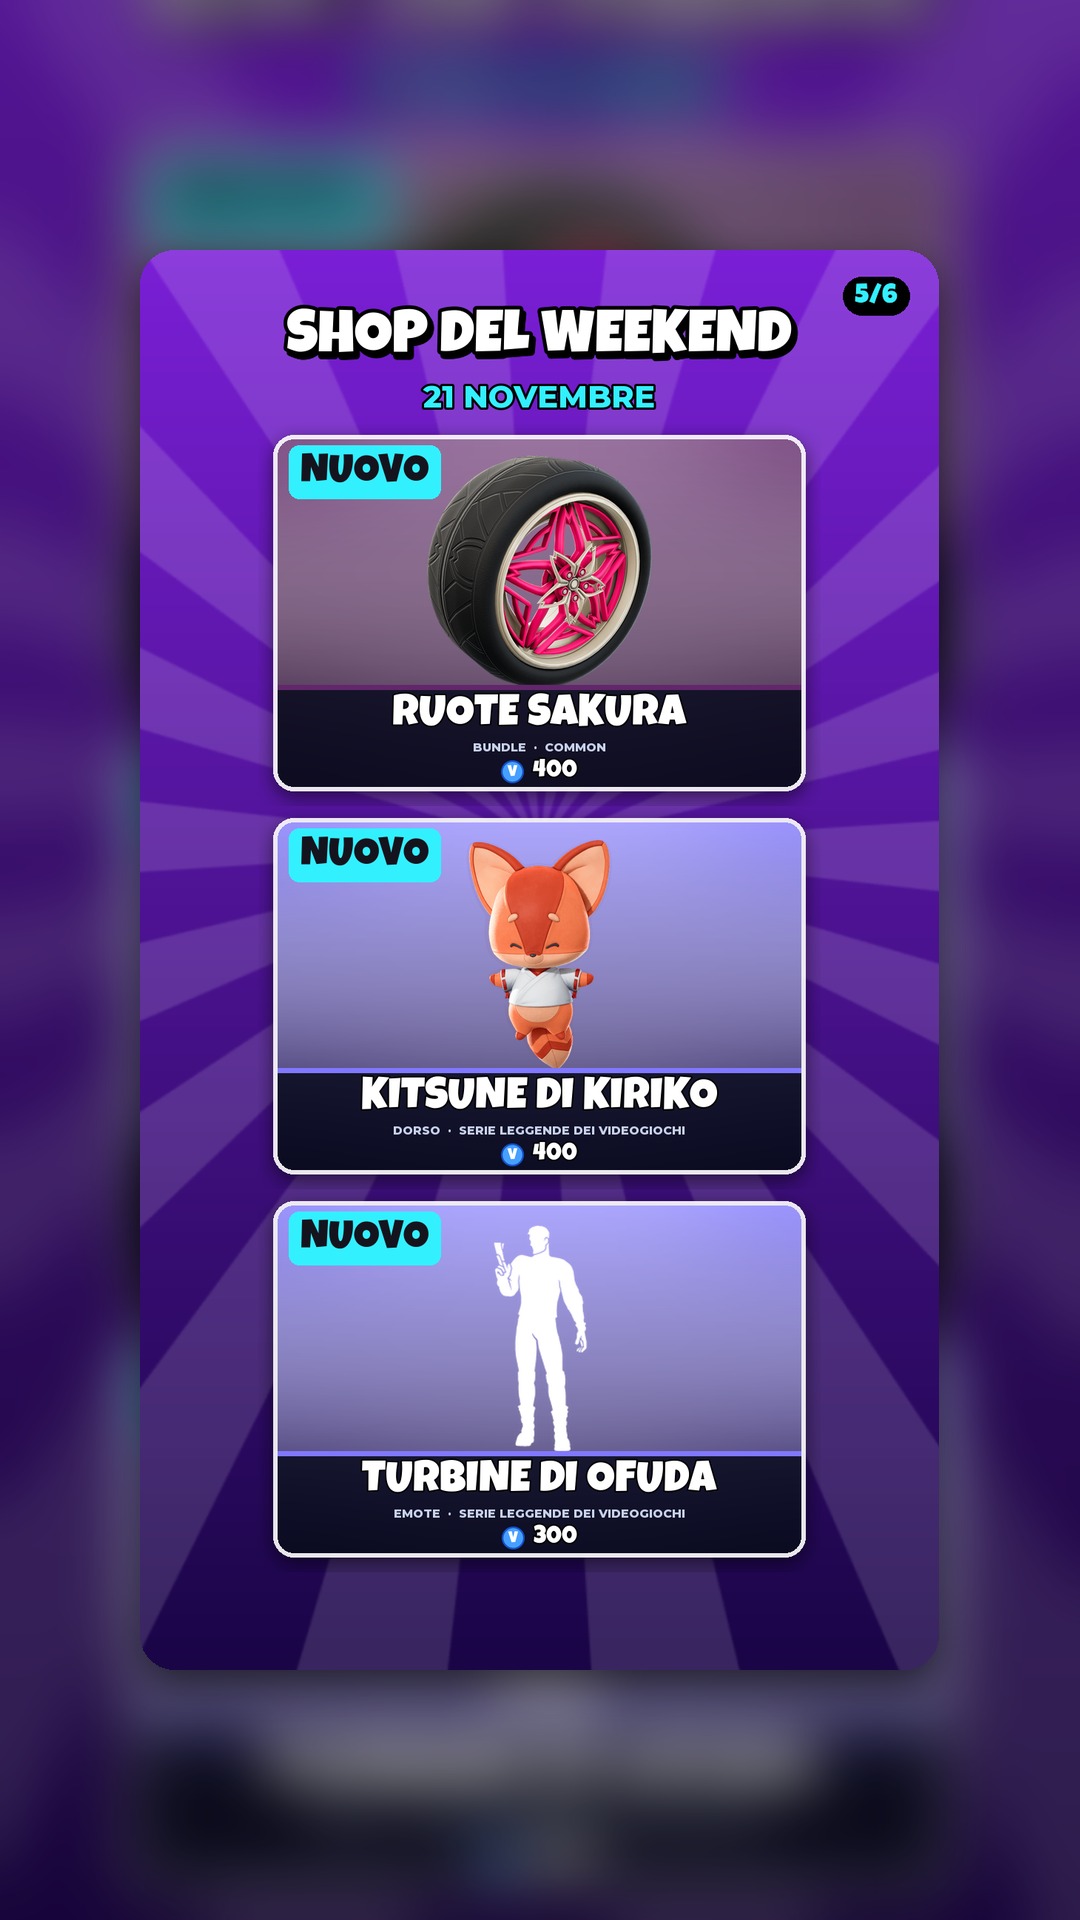 5/6
SHOP DEL WEEKEND
21 NOVEMBRE
NUOVO
RUOTE SAKURA
BUNDLE · COMMON
V 400
NUOVO
KITSUNE DI KIRIKO
DORSO · SERIE LEGGENDE DEI VIDEOGIOCHI
V 400
NUOVO
TURBINE DI OFUDA
EMOTE · SERIE LEGGENDE DEI VIDEOGIOCHI
V 300